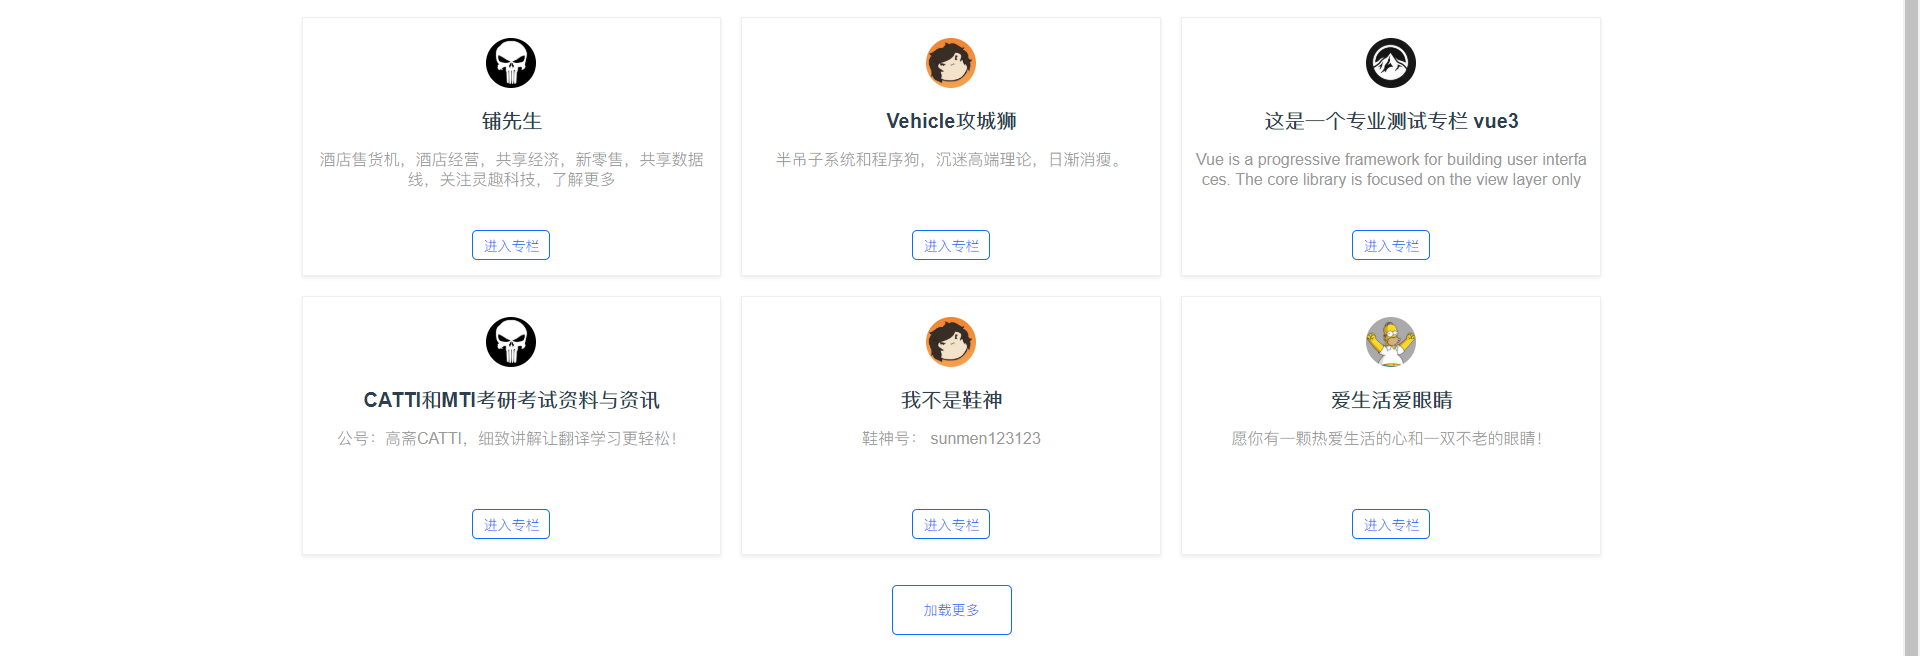 铺先生
酒店售货机，酒店经营，共享经济，新零售，共享数据
线，关注灵趣科技，了解更多
进入专栏
Vehicle攻城狮
半吊子系统和程序狗，沉迷高端理论，日渐消瘦。
进入专栏
这是一个专业测试专栏 vue3
Vue is a progressive framework for building user interfa
ces. The core library is focused on the view layer only
进入专栏
CATTI和MTI考研考试资料与资讯
公号：高斋CATTI，细致讲解让翻译学习更轻松！
进入专栏
我不是鞋神
鞋神号： sunmen123123
进入专栏
爱生活爱眼睛
愿你有一颗热爱生活的心和一双不老的眼睛！
进入专栏
加载更多